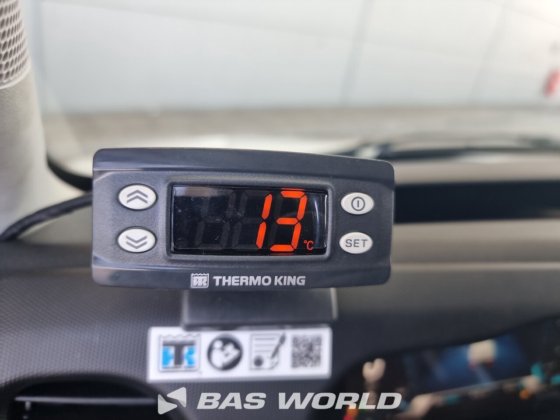 13
°C
SET
THERMO KING
BAS WORLD